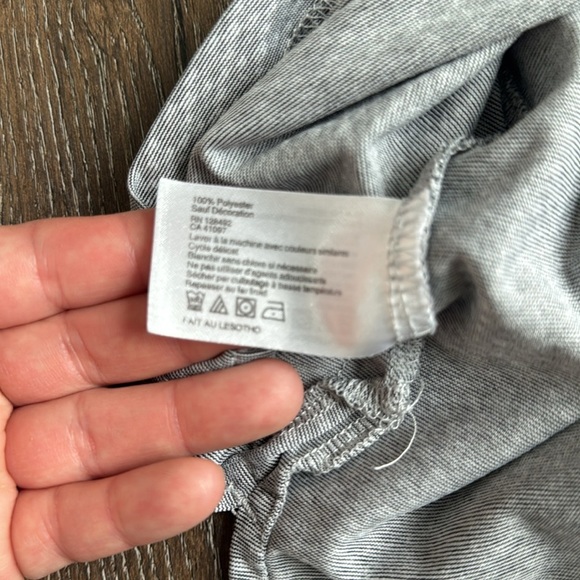 100% Polyester
Sauf Décoration
RN 128492
CA 41097
Laver à la machine avec couleurs similaires
Cycle délicat
Blanchir sans chlore si nécessaire
Ne pas utiliser d'agents adoucissants
Sécher par culbutage à basse température
Repasser au fer froid
FAIT AU LESOTHO